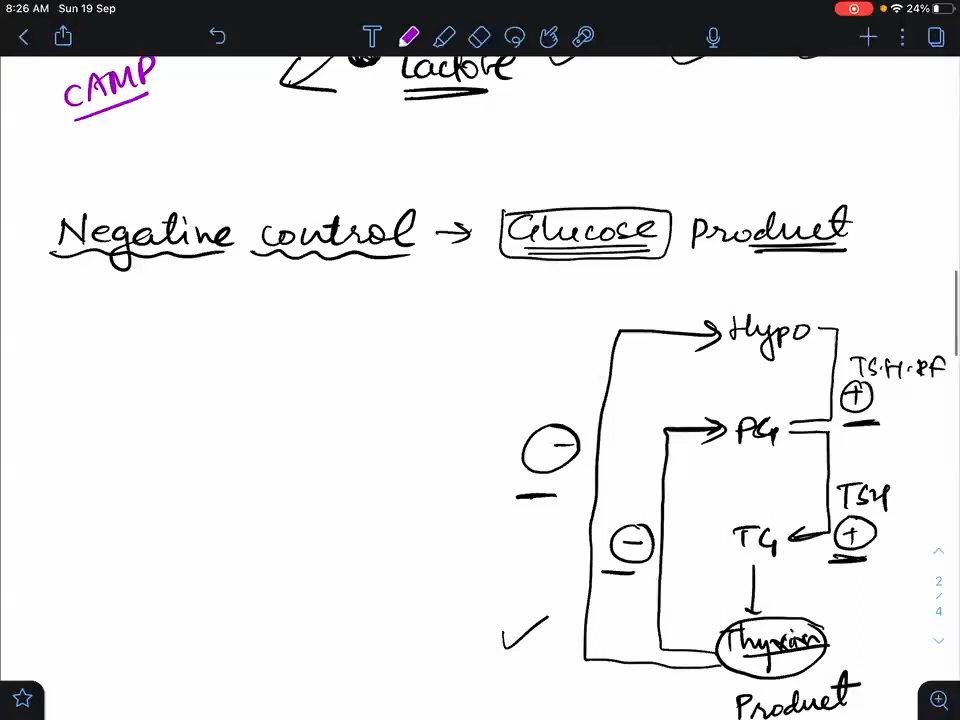 8:26 AM Sun 19 Sep 24%
T
CAMP Lactose
Negative control → Glucose Product
Hypo
TS.H.RF
+
PG
−
TSH
TG +
−
Thyroxin
Product
2
/
4